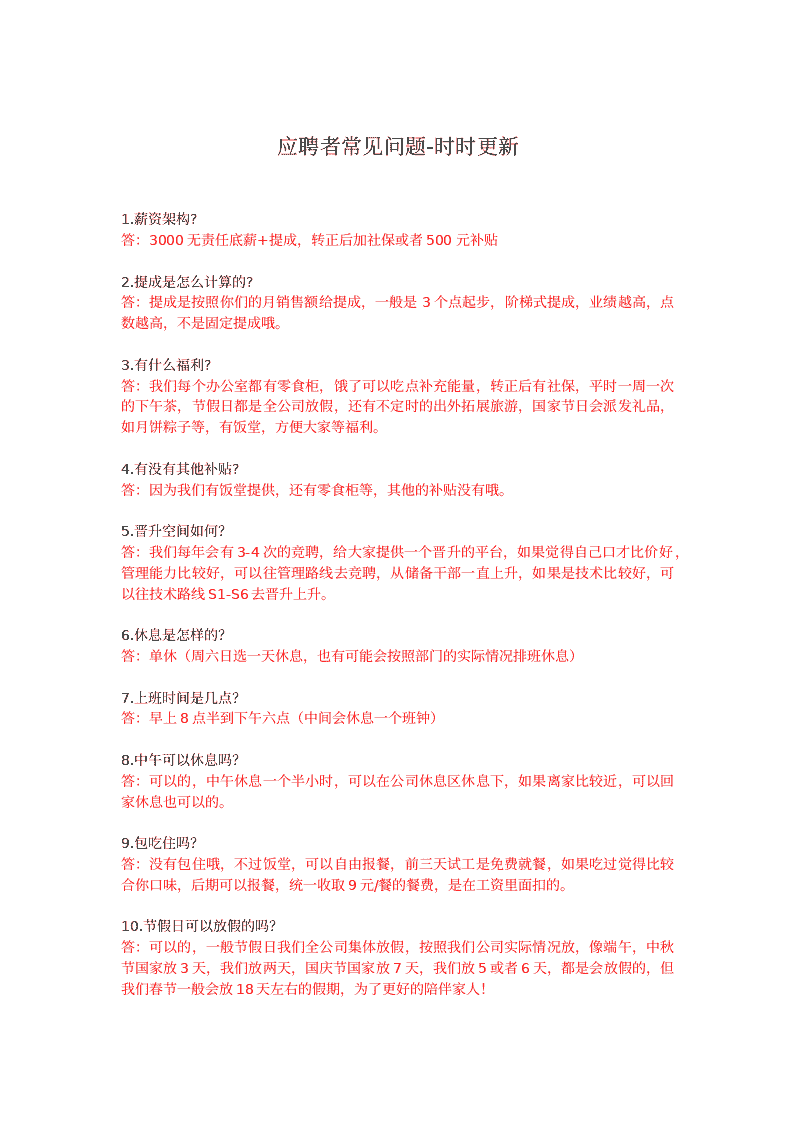 应聘者常见问题-时时更新
1.薪资架构?
答：3000 无责任底薪+提成，转正后加社保或者 500 元补贴
2.提成是怎么计算的?
答：提成是按照你们的月销售额给提成，一般是 3 个点起步，阶梯式提成，业绩越高，点
数越高，不是固定提成哦。
3.有什么福利?
答：我们每个办公室都有零食柜，饿了可以吃点补充能量，转正后有社保，平时一周一次
的下午茶，节假日都是全公司放假，还有不定时的出外拓展旅游，国家节日会派发礼品，
如月饼粽子等，有饭堂，方便大家等福利。
4.有没有其他补贴?
答：因为我们有饭堂提供，还有零食柜等，其他的补贴没有哦。
5.晋升空间如何?
答：我们每年会有 3-4 次的竞聘，给大家提供一个晋升的平台，如果觉得自己口才比价好，
管理能力比较好，可以往管理路线去竞聘，从储备干部一直上升，如果是技术比较好，可
以往技术路线 S1-S6 去晋升上升。
6.休息是怎样的?
答：单休（周六日选一天休息，也有可能会按照部门的实际情况排班休息）
7.上班时间是几点?
答：早上 8 点半到下午六点（中间会休息一个班钟）
8.中午可以休息吗?
答：可以的，中午休息一个半小时，可以在公司休息区休息下，如果离家比较近，可以回
家休息也可以的。
9.包吃住吗?
答：没有包住哦，不过饭堂，可以自由报餐，前三天试工是免费就餐，如果吃过觉得比较
合你口味，后期可以报餐，统一收取 9 元/餐的餐费，是在工资里面扣的。
10.节假日可以放假的吗?
答：可以的，一般节假日我们全公司集体放假，按照我们公司实际情况放，像端午，中秋
节国家放 3 天，我们放两天，国庆节国家放 7 天，我们放 5 或者 6 天，都是会放假的，但
我们春节一般会放 18 天左右的假期，为了更好的陪伴家人！